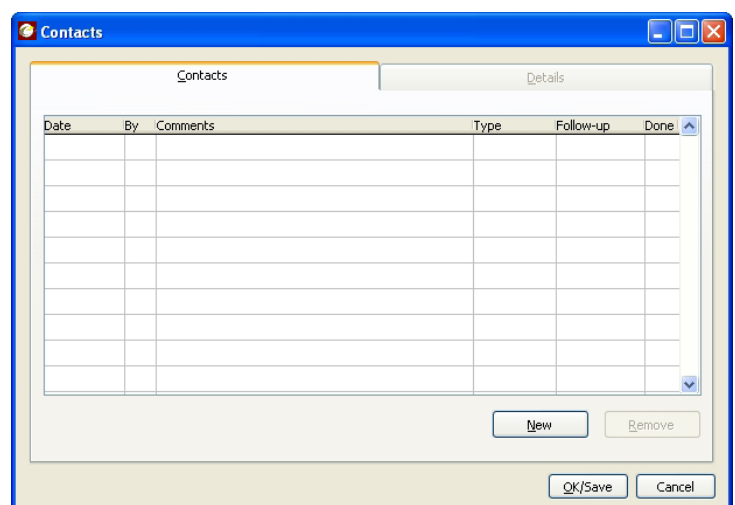 Contacts
Contacts Details
Date By Comments Type Follow-up Done
New Remove
OK/Save Cancel